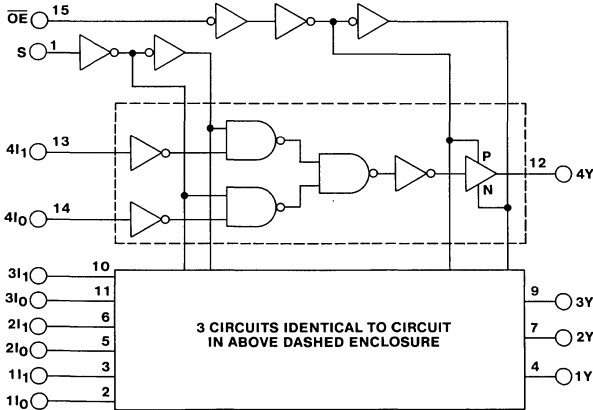 OE 15
S 1
4I1 13
P
12 4Y
N
4I0 14
3I1 10
3I0 11
9 3Y
2I1 6
3 CIRCUITS IDENTICAL TO CIRCUIT
IN ABOVE DASHED ENCLOSURE
7 2Y
2I0 5
1I1 3
4 1Y
1I0 2